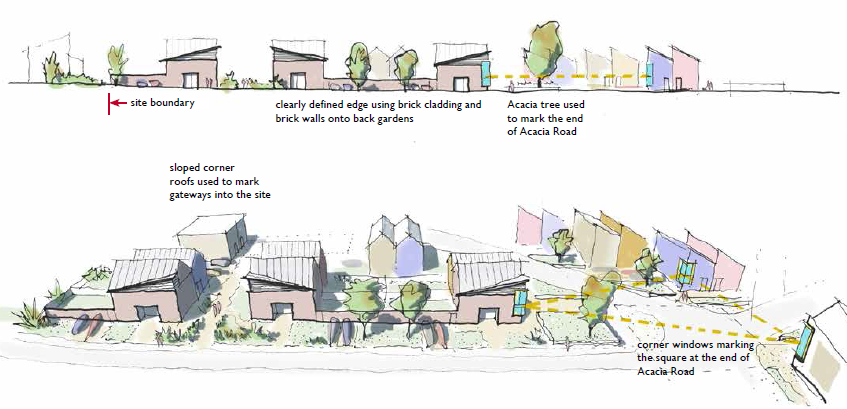 site boundary
clearly defined edge using brick cladding and
brick walls onto back gardens
Acacia tree used
to mark the end
of Acacia Road
sloped corner
roofs used to mark
gateways into the site
corner windows marking
the square at the end of
Acacia Road